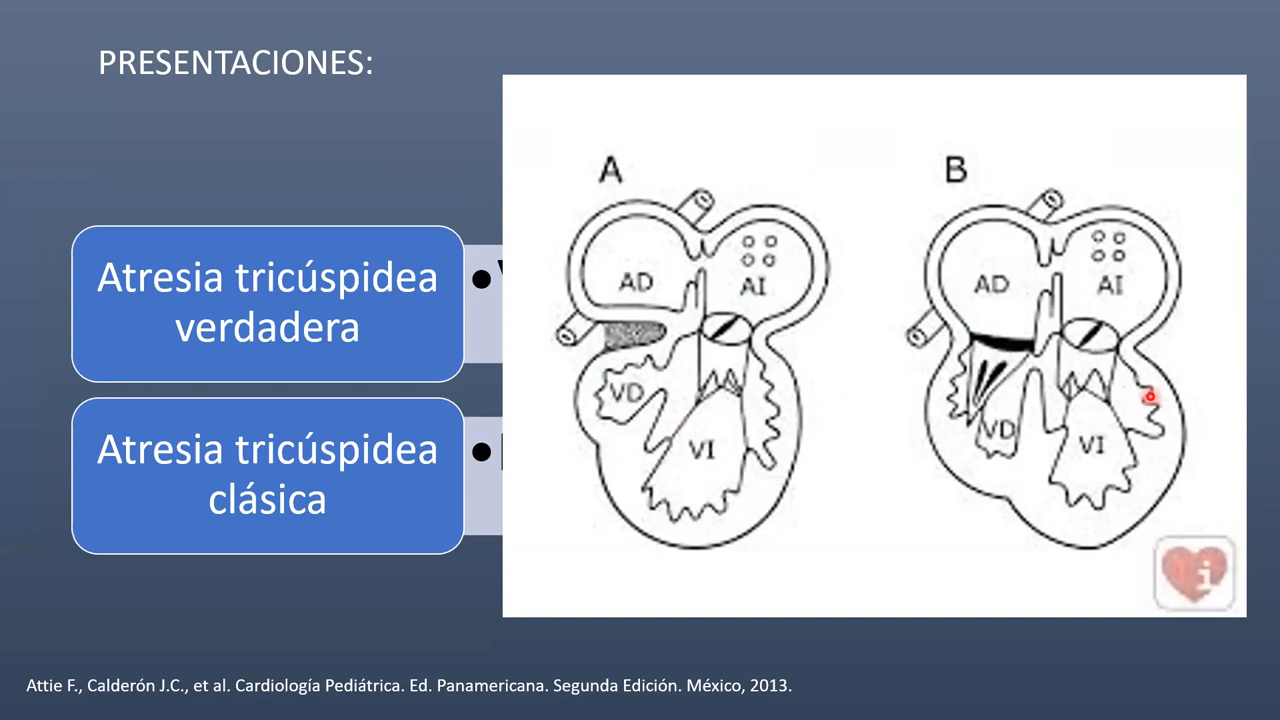 PRESENTACIONES:
Atresia tricúspidea
verdadera
Atresia tricúspidea
clásica
A
B
AD
AI
VD
VI
AD
AI
VD
VI
i
Attie F., Calderón J.C., et al. Cardiología Pediátrica. Ed. Panamericana. Segunda Edición. México, 2013.